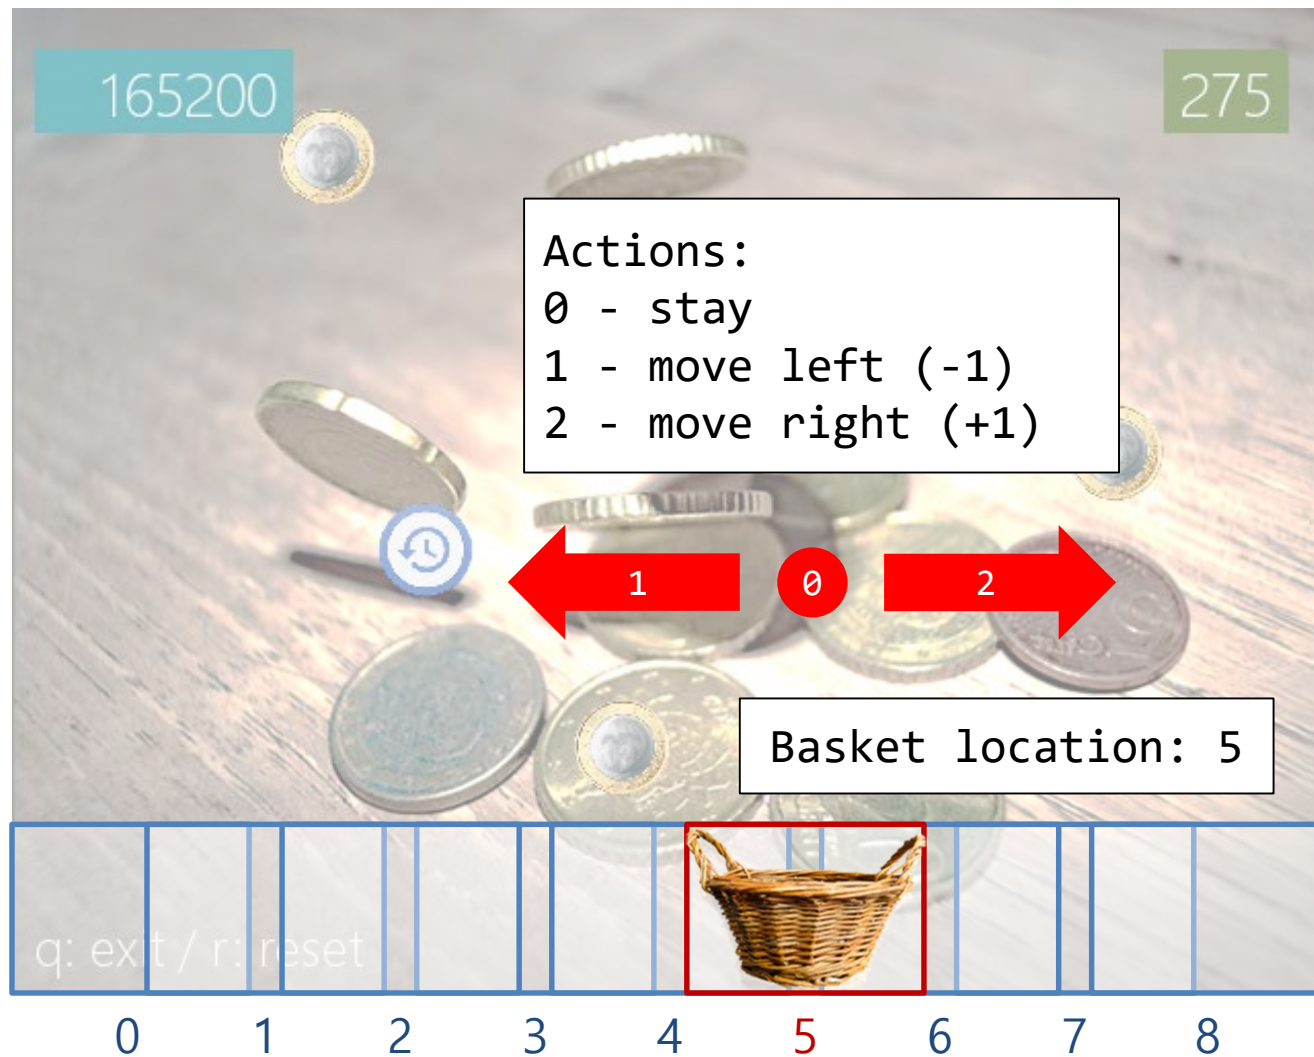 165200
275
Actions:
0 - stay
1 - move left (-1)
2 - move right (+1)
1
0
2
Basket location: 5
q: exit / r: reset
0 1 2 3 4 5 6 7 8